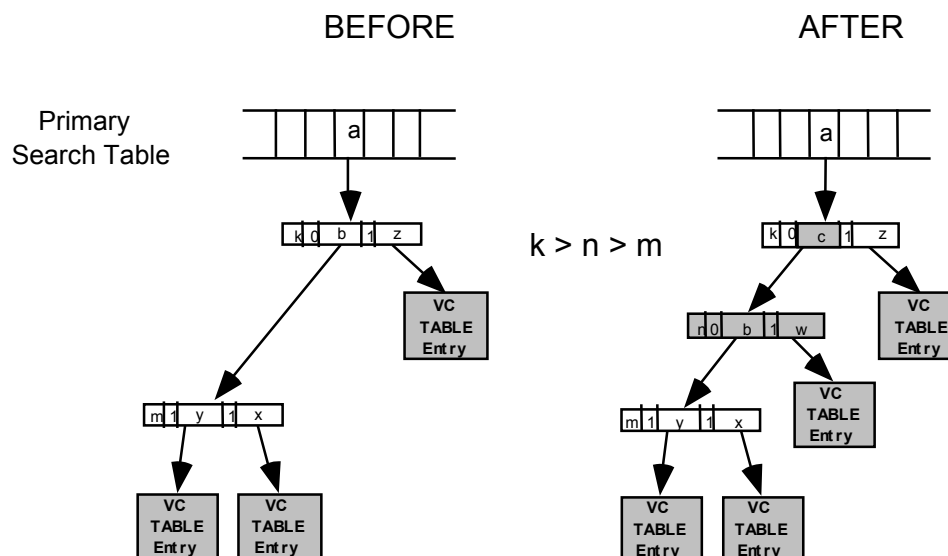 BEFORE AFTER
Primary
Search Table
a a
k 0 b 1 z
k > n > m
k 0 c 1 z
VC
TABLE
Entry
VC
TABLE
Entry
n 0 b 1 w
VC
TABLE
Entry
m 1 y 1 x
m 1 y 1 x
VC
TABLE
Entry
VC
TABLE
Entry
VC
TABLE
Entry
VC
TABLE
Entry